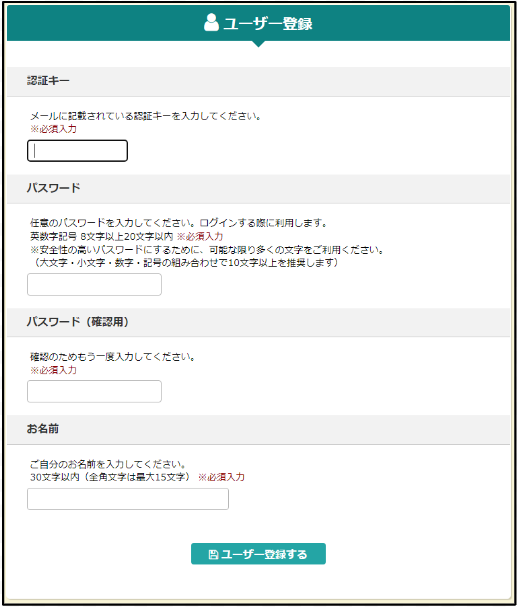 ユーザー登録
認証キー
メールに記載されている認証キーを入力してください。
※必須入力
パスワード
任意のパスワードを入力してください。ログインする際に利用します。
英数字記号 8文字以上20文字以内 ※必須入力
※安全性の高いパスワードにするために、可能な限り多くの文字をご利用ください。
（大文字・小文字・数字・記号の組み合わせで10文字以上を推奨します）
パスワード（確認用）
確認のためもう一度入力してください。
※必須入力
お名前
ご自分のお名前を入力してください。
30文字以内（全角文字は最大15文字） ※必須入力
ユーザー登録する